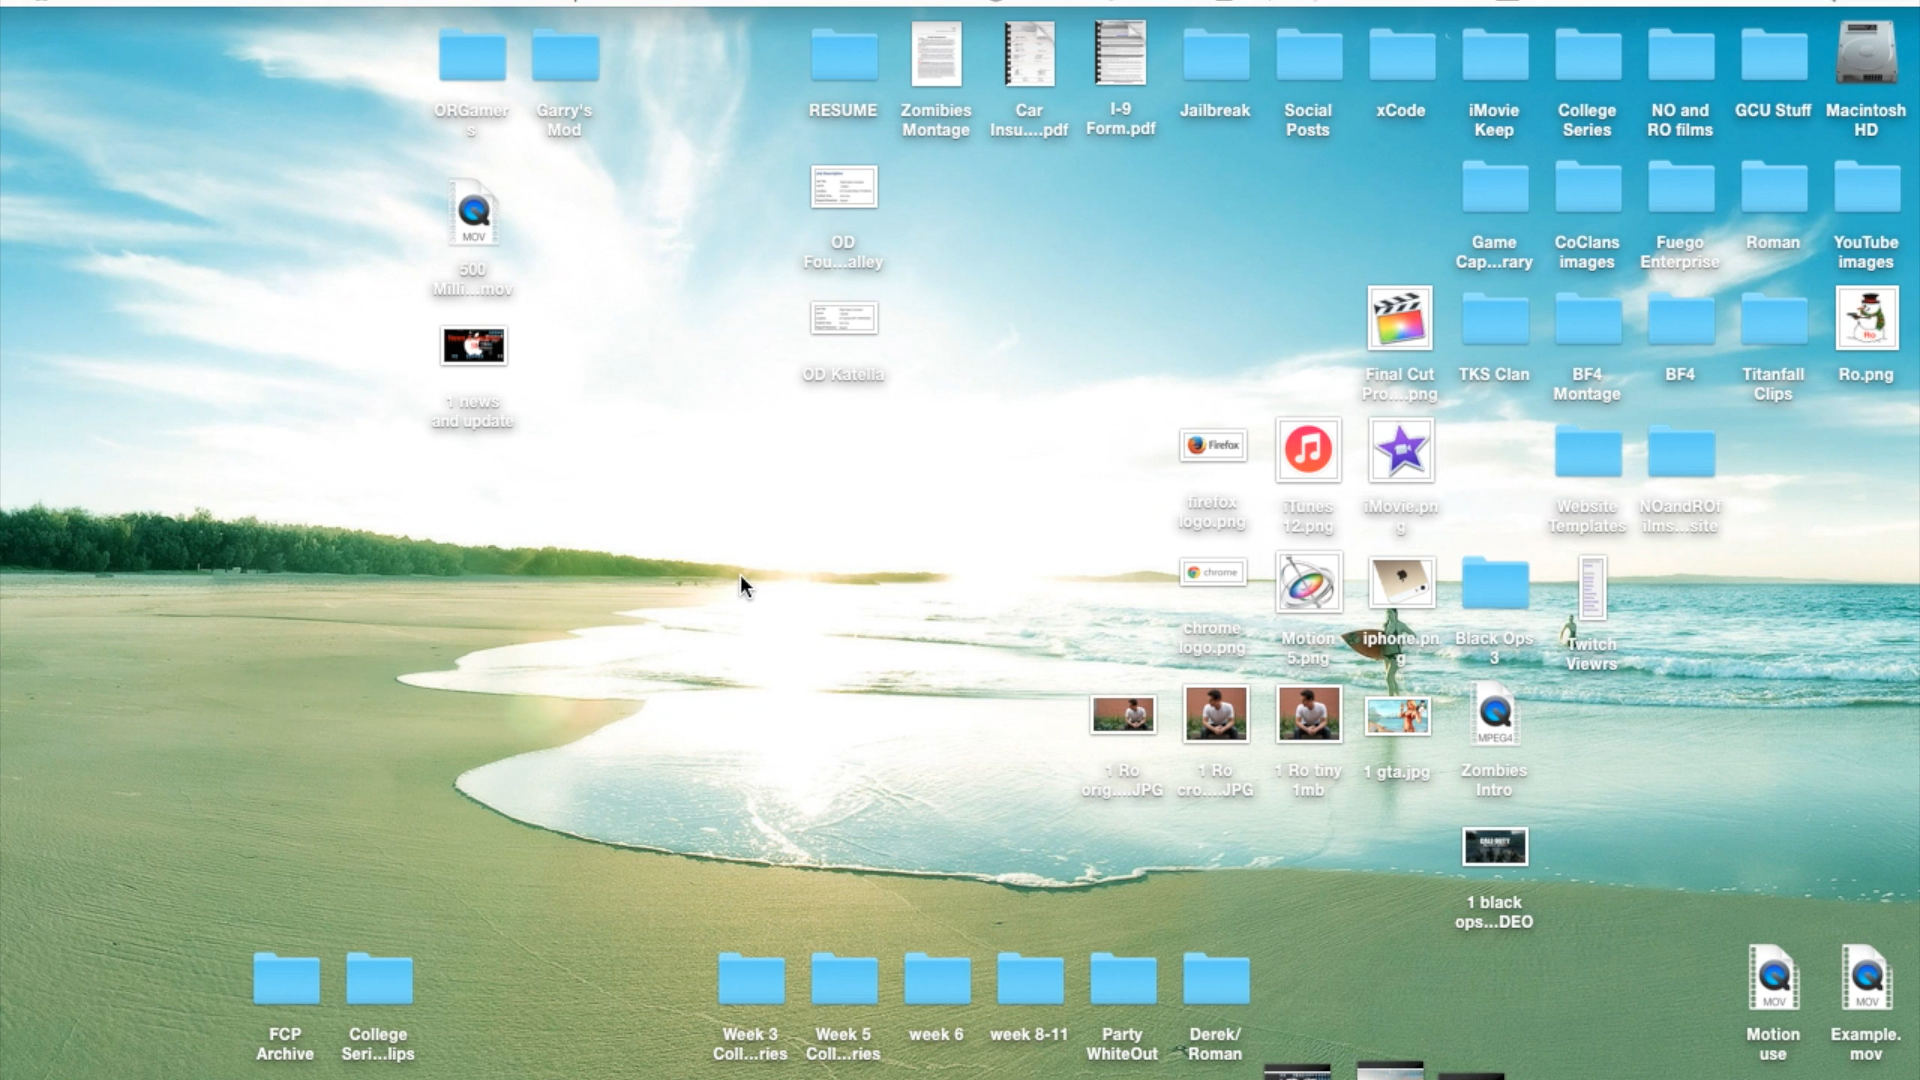 ORGamer
s
Garry's
Mod
RESUME
Zomibies
Montage
Car
Insu....pdf
I-9
Form.pdf
Jailbreak
Social
Posts
xCode
iMovie
Keep
College
Series
NO and
RO films
GCU Stuff
Macintosh
HD
MOV
500
Milli...mov
OD
Fou...alley
Game
Cap...rary
CoClans
images
Fuego
Enterprise
Roman
YouTube
images
1 news
and update
OD Katella
Final Cut
Pro....png
TKS Clan
BF4
Montage
BF4
Titanfall
Clips
Ro
Ro.png
Firefox
firefox
logo.png
iTunes
12.png
iMovie.pn
g
Website
Templates
NOandROf
ilms...site
chrome
chrome
logo.png
Motion
5.png
iphone.pn
g
Black Ops
3
Twitch
Viewrs
1 Ro
orig....JPG
1 Ro
cro....JPG
1 Ro tiny
1mb
1 gta.jpg
MPEG4
Zombies
Intro
CALL DUTY
1 black
ops...DEO
FCP
Archive
College
Seri...lips
Week 3
Coll...ries
Week 5
Coll...ries
week 6
week 8-11
Party
WhiteOut
Derek/
Roman
MOV
Motion
use
MOV
Example.
mov